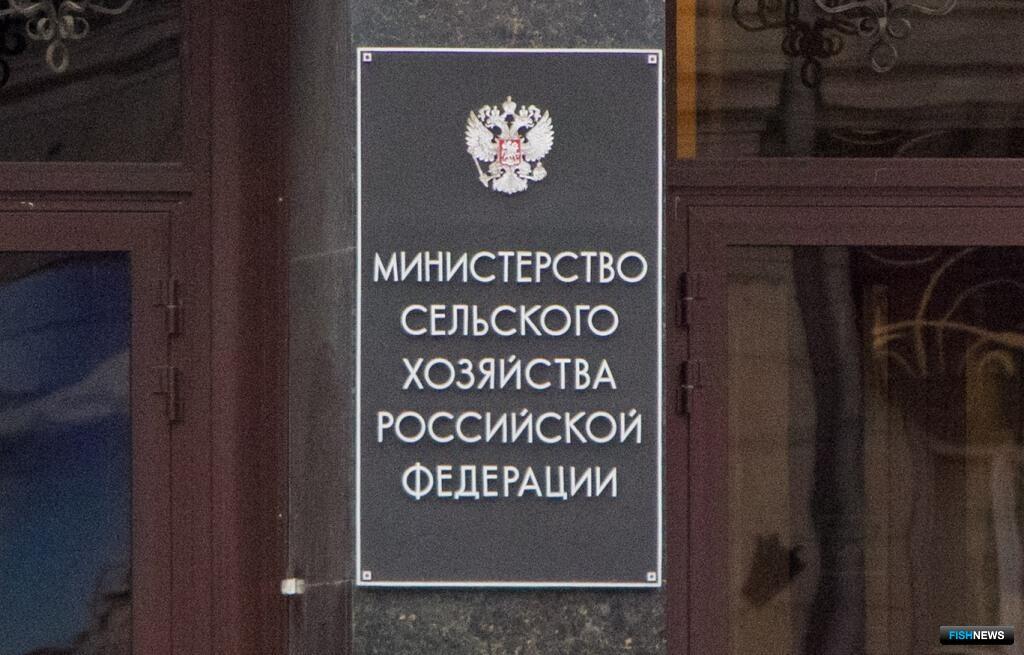 МИНИСТЕРСТВО
СЕЛЬСКОГО
ХОЗЯЙСТВА
РОССИЙСКОЙ
ФЕДЕРАЦИИ
FISHNEWS